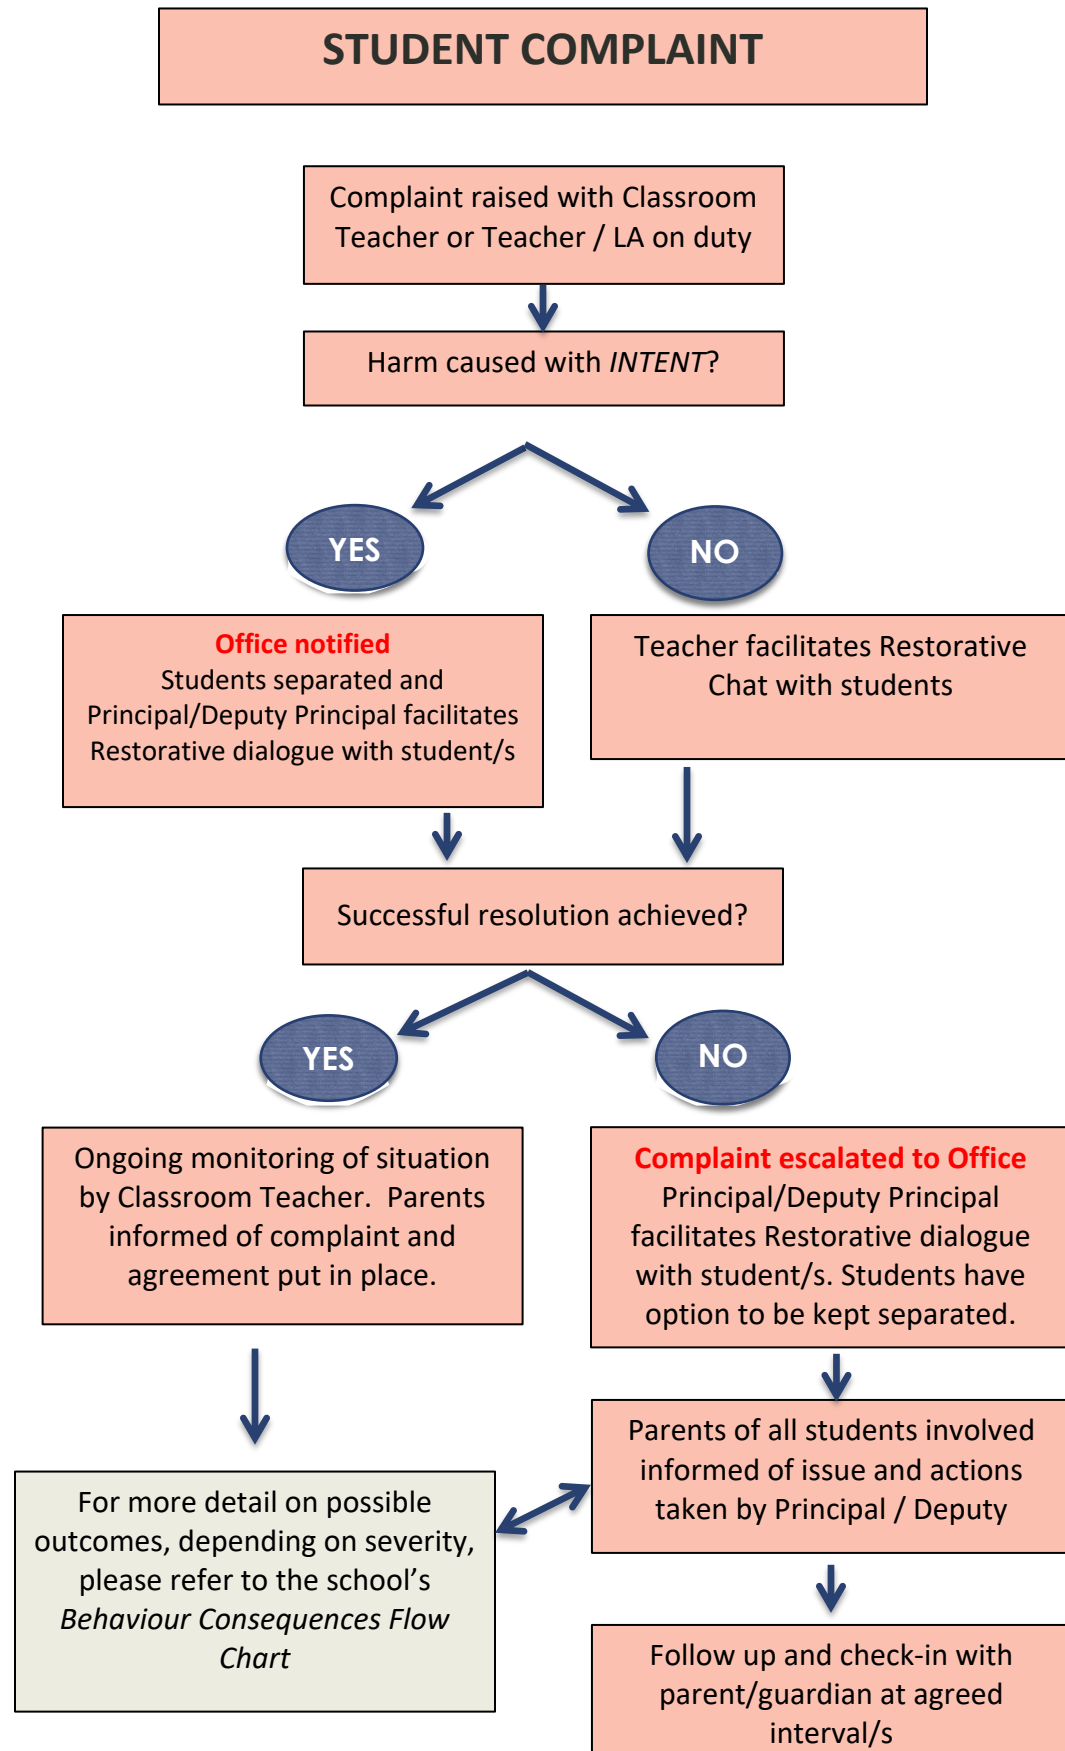 STUDENT COMPLAINT
Complaint raised with Classroom
Teacher or Teacher / LA on duty
Harm caused with INTENT?
YES
NO
Office notified
Students separated and
Principal/Deputy Principal facilitates
Restorative dialogue with student/s
Teacher facilitates Restorative
Chat with students
Successful resolution achieved?
YES
NO
Ongoing monitoring of situation
by Classroom Teacher.  Parents
informed of complaint and
agreement put in place.
Complaint escalated to Office
Principal/Deputy Principal
facilitates Restorative dialogue
with student/s. Students have
option to be kept separated.
Parents of all students involved
informed of issue and actions
taken by Principal / Deputy
For more detail on possible
outcomes, depending on severity,
please refer to the school’s
Behaviour Consequences Flow
Chart
Follow up and check-in with
parent/guardian at agreed
interval/s